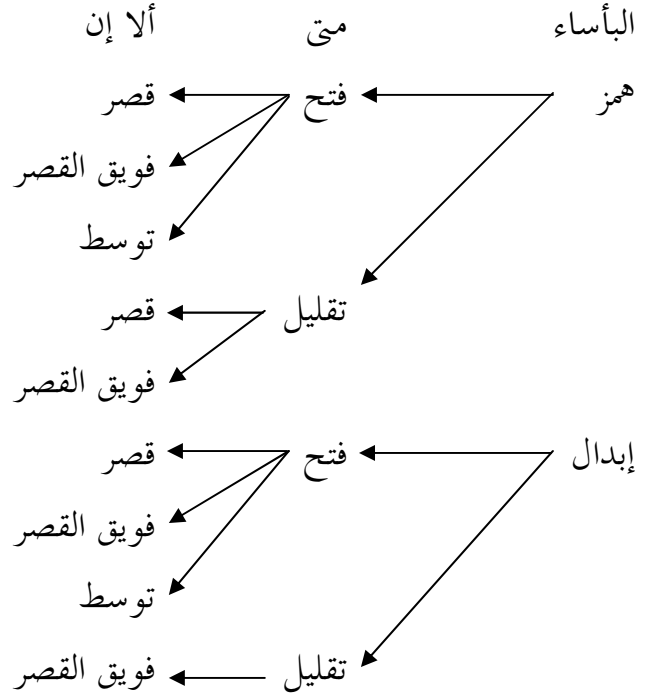 البأساء متى ألا إن
همز فتح قصر
فويق القصر
توسط
تقليل قصر
فويق القصر
إبدال فتح قصر
فويق القصر
توسط
تقليل فويق القصر